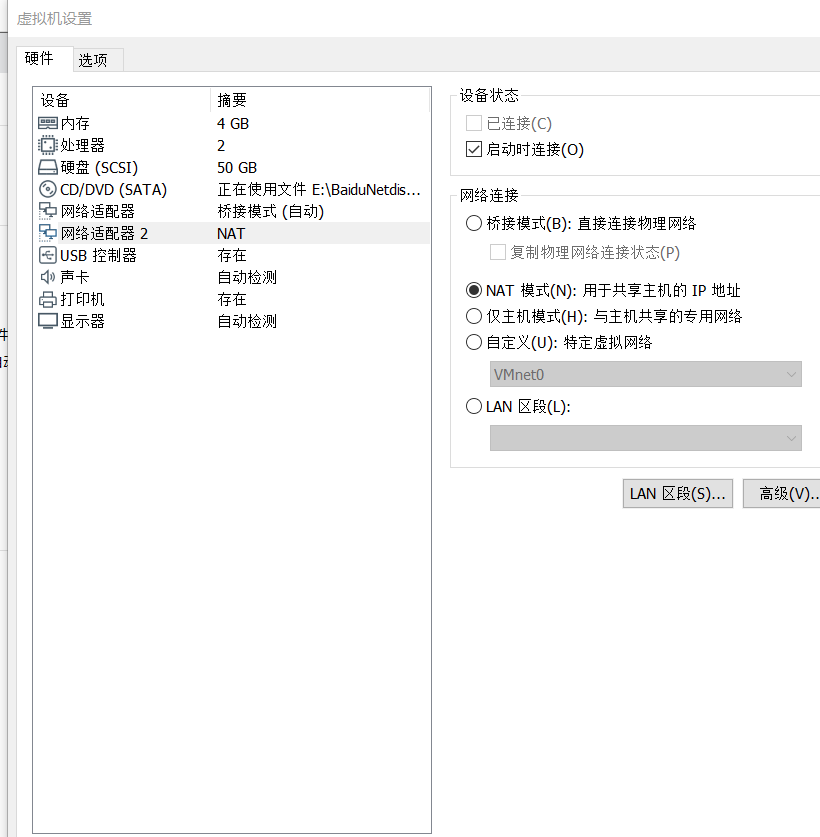 虚拟机设置
硬件 选项
设备 摘要
内存 4 GB
处理器 2
硬盘 (SCSI) 50 GB
CD/DVD (SATA) 正在使用文件 E:\BaiduNetdis...
网络适配器 桥接模式 (自动)
网络适配器 2 NAT
USB 控制器 存在
声卡 自动检测
打印机 存在
显示器 自动检测
设备状态
已连接(C)
启动时连接(O)
网络连接
桥接模式(B): 直接连接物理网络
复制物理网络连接状态(P)
NAT 模式(N): 用于共享主机的 IP 地址
仅主机模式(H): 与主机共享的专用网络
自定义(U): 特定虚拟网络
VMnet0
LAN 区段(L):
LAN 区段(S)... 高级(V)...